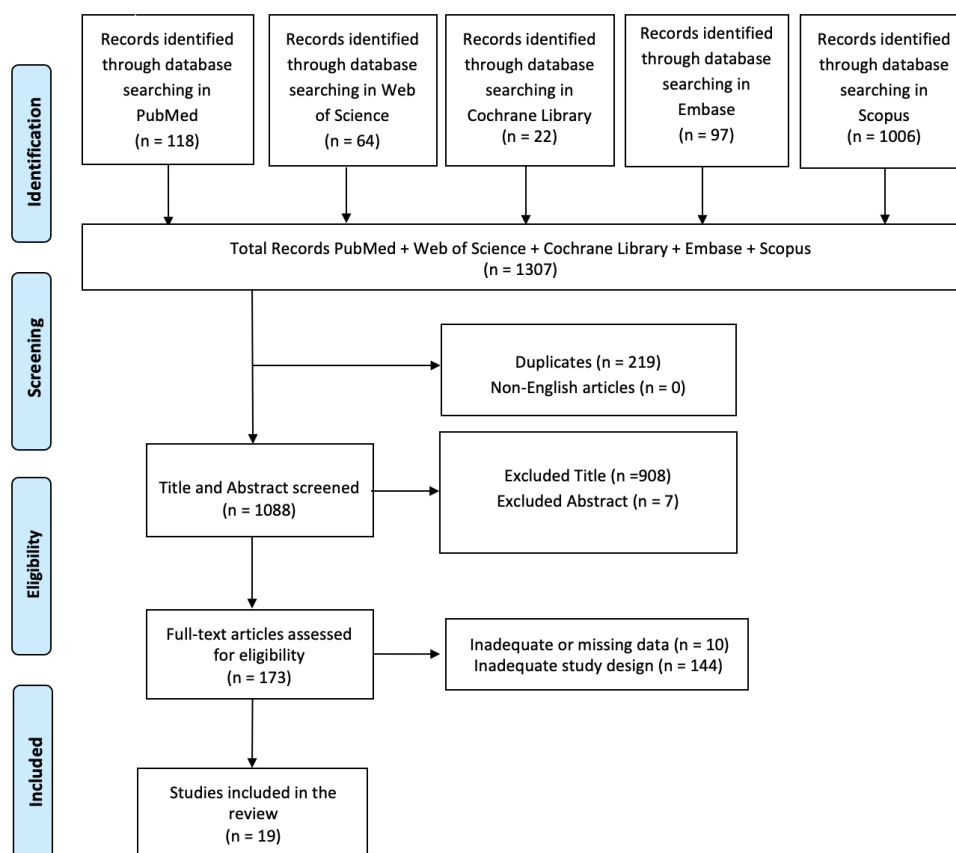 Records identified
through database
searching in
PubMed
(n = 118)
Records identified
through database
searching in Web
of Science
(n = 64)
Records identified
through database
searching in
Cochrane Library
(n = 22)
Records identified
through database
searching in
Embase
(n = 97)
Records identified
through database
searching in
Scopus
(n = 1006)
Identification
Total Records PubMed + Web of Science + Cochrane Library + Embase + Scopus
(n = 1307)
Screening
Duplicates (n = 219)
Non-English articles (n = 0)
Title and Abstract screened
(n = 1088)
Excluded Title (n =908)
Excluded Abstract (n = 7)
Eligibility
Full-text articles assessed
for eligibility
(n = 173)
Inadequate or missing data (n = 10)
Inadequate study design (n = 144)
Included
Studies included in the
review
(n = 19)